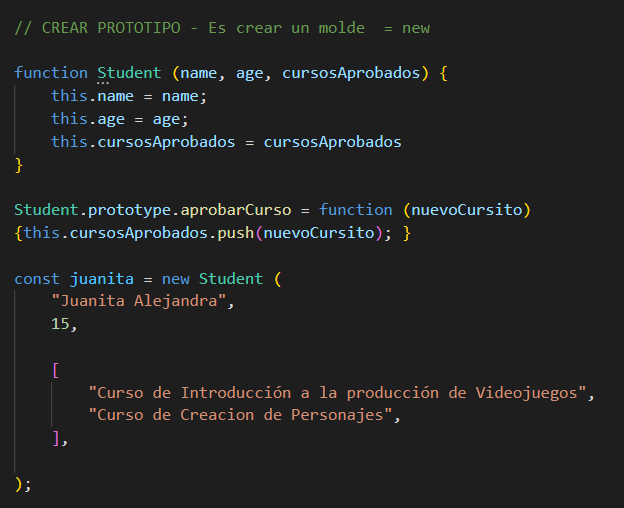 // CREAR PROTOTIPO - Es crear un molde  = new
function Student (name, age, cursosAprobados) {
this.name = name;
this.age = age;
this.cursosAprobados = cursosAprobados
}
Student.prototype.aprobarCurso = function (nuevoCursito)
{this.cursosAprobados.push(nuevoCursito); }
const juanita = new Student (
"Juanita Alejandra",
15,
[
"Curso de Introducción a la producción de Videojuegos",
"Curso de Creacion de Personajes",
],
);